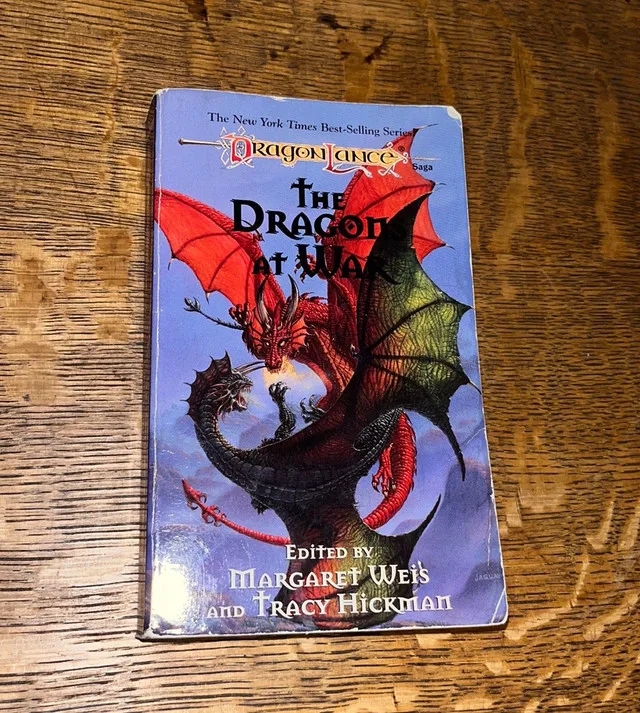 The New York Times Best-Selling Series
DRAGONLANCE®
Saga
THE
DRAGONS
AT WAR
EDITED BY
MARGARET WEIS
AND TRACY HICKMAN